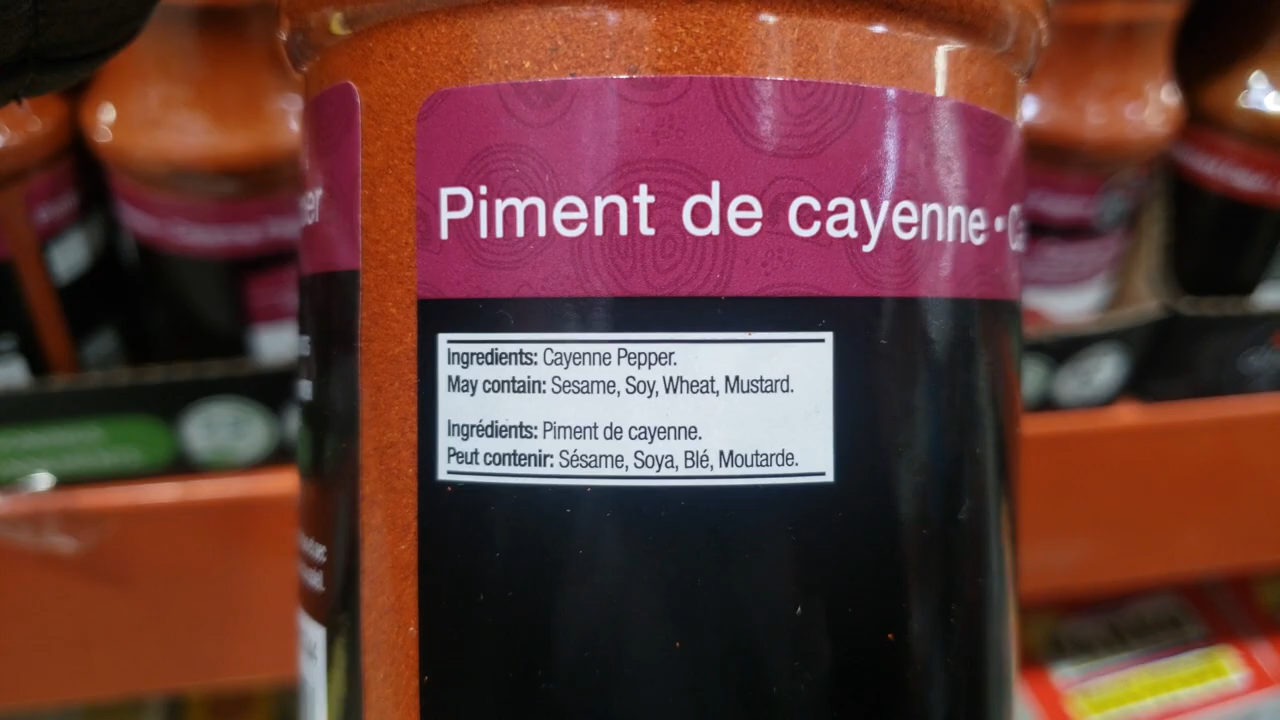 Piment de cayenne •
Ingredients: Cayenne Pepper.
May contain: Sesame, Soy, Wheat, Mustard.
Ingrédients: Piment de cayenne.
Peut contenir: Sésame, Soya, Blé, Moutarde.